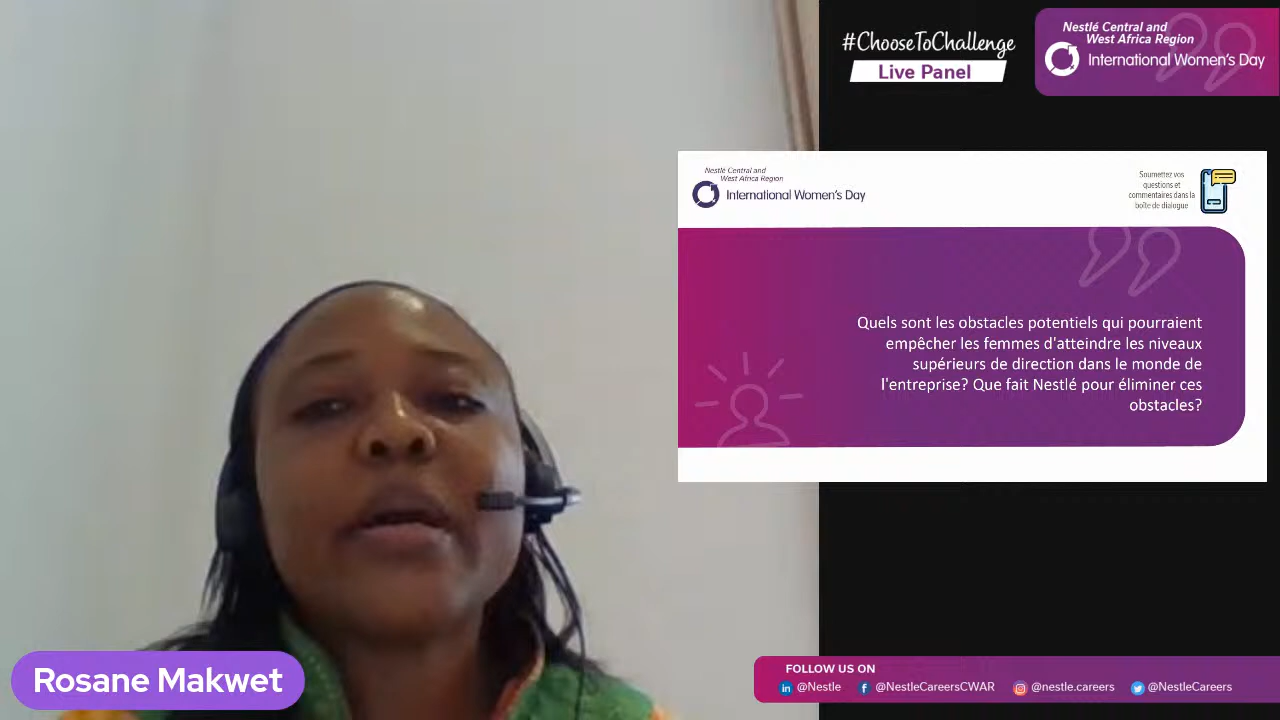 #ChooseToChallenge
Live Panel
Nestlé Central and
West Africa Region
International Women's Day
Nestlé Central and
West Africa Region
International Women's Day
Soumettez vos
questions et
commentaires dans la
boîte de dialogue
Quels sont les obstacles potentiels qui pourraient
empêcher les femmes d'atteindre les niveaux
supérieurs de direction dans le monde de
l'entreprise? Que fait Nestlé pour éliminer ces
obstacles?
Rosane Makwet
FOLLOW US ON
in @Nestle f @NestleCareersCWAR @nestle.careers @NestleCareers